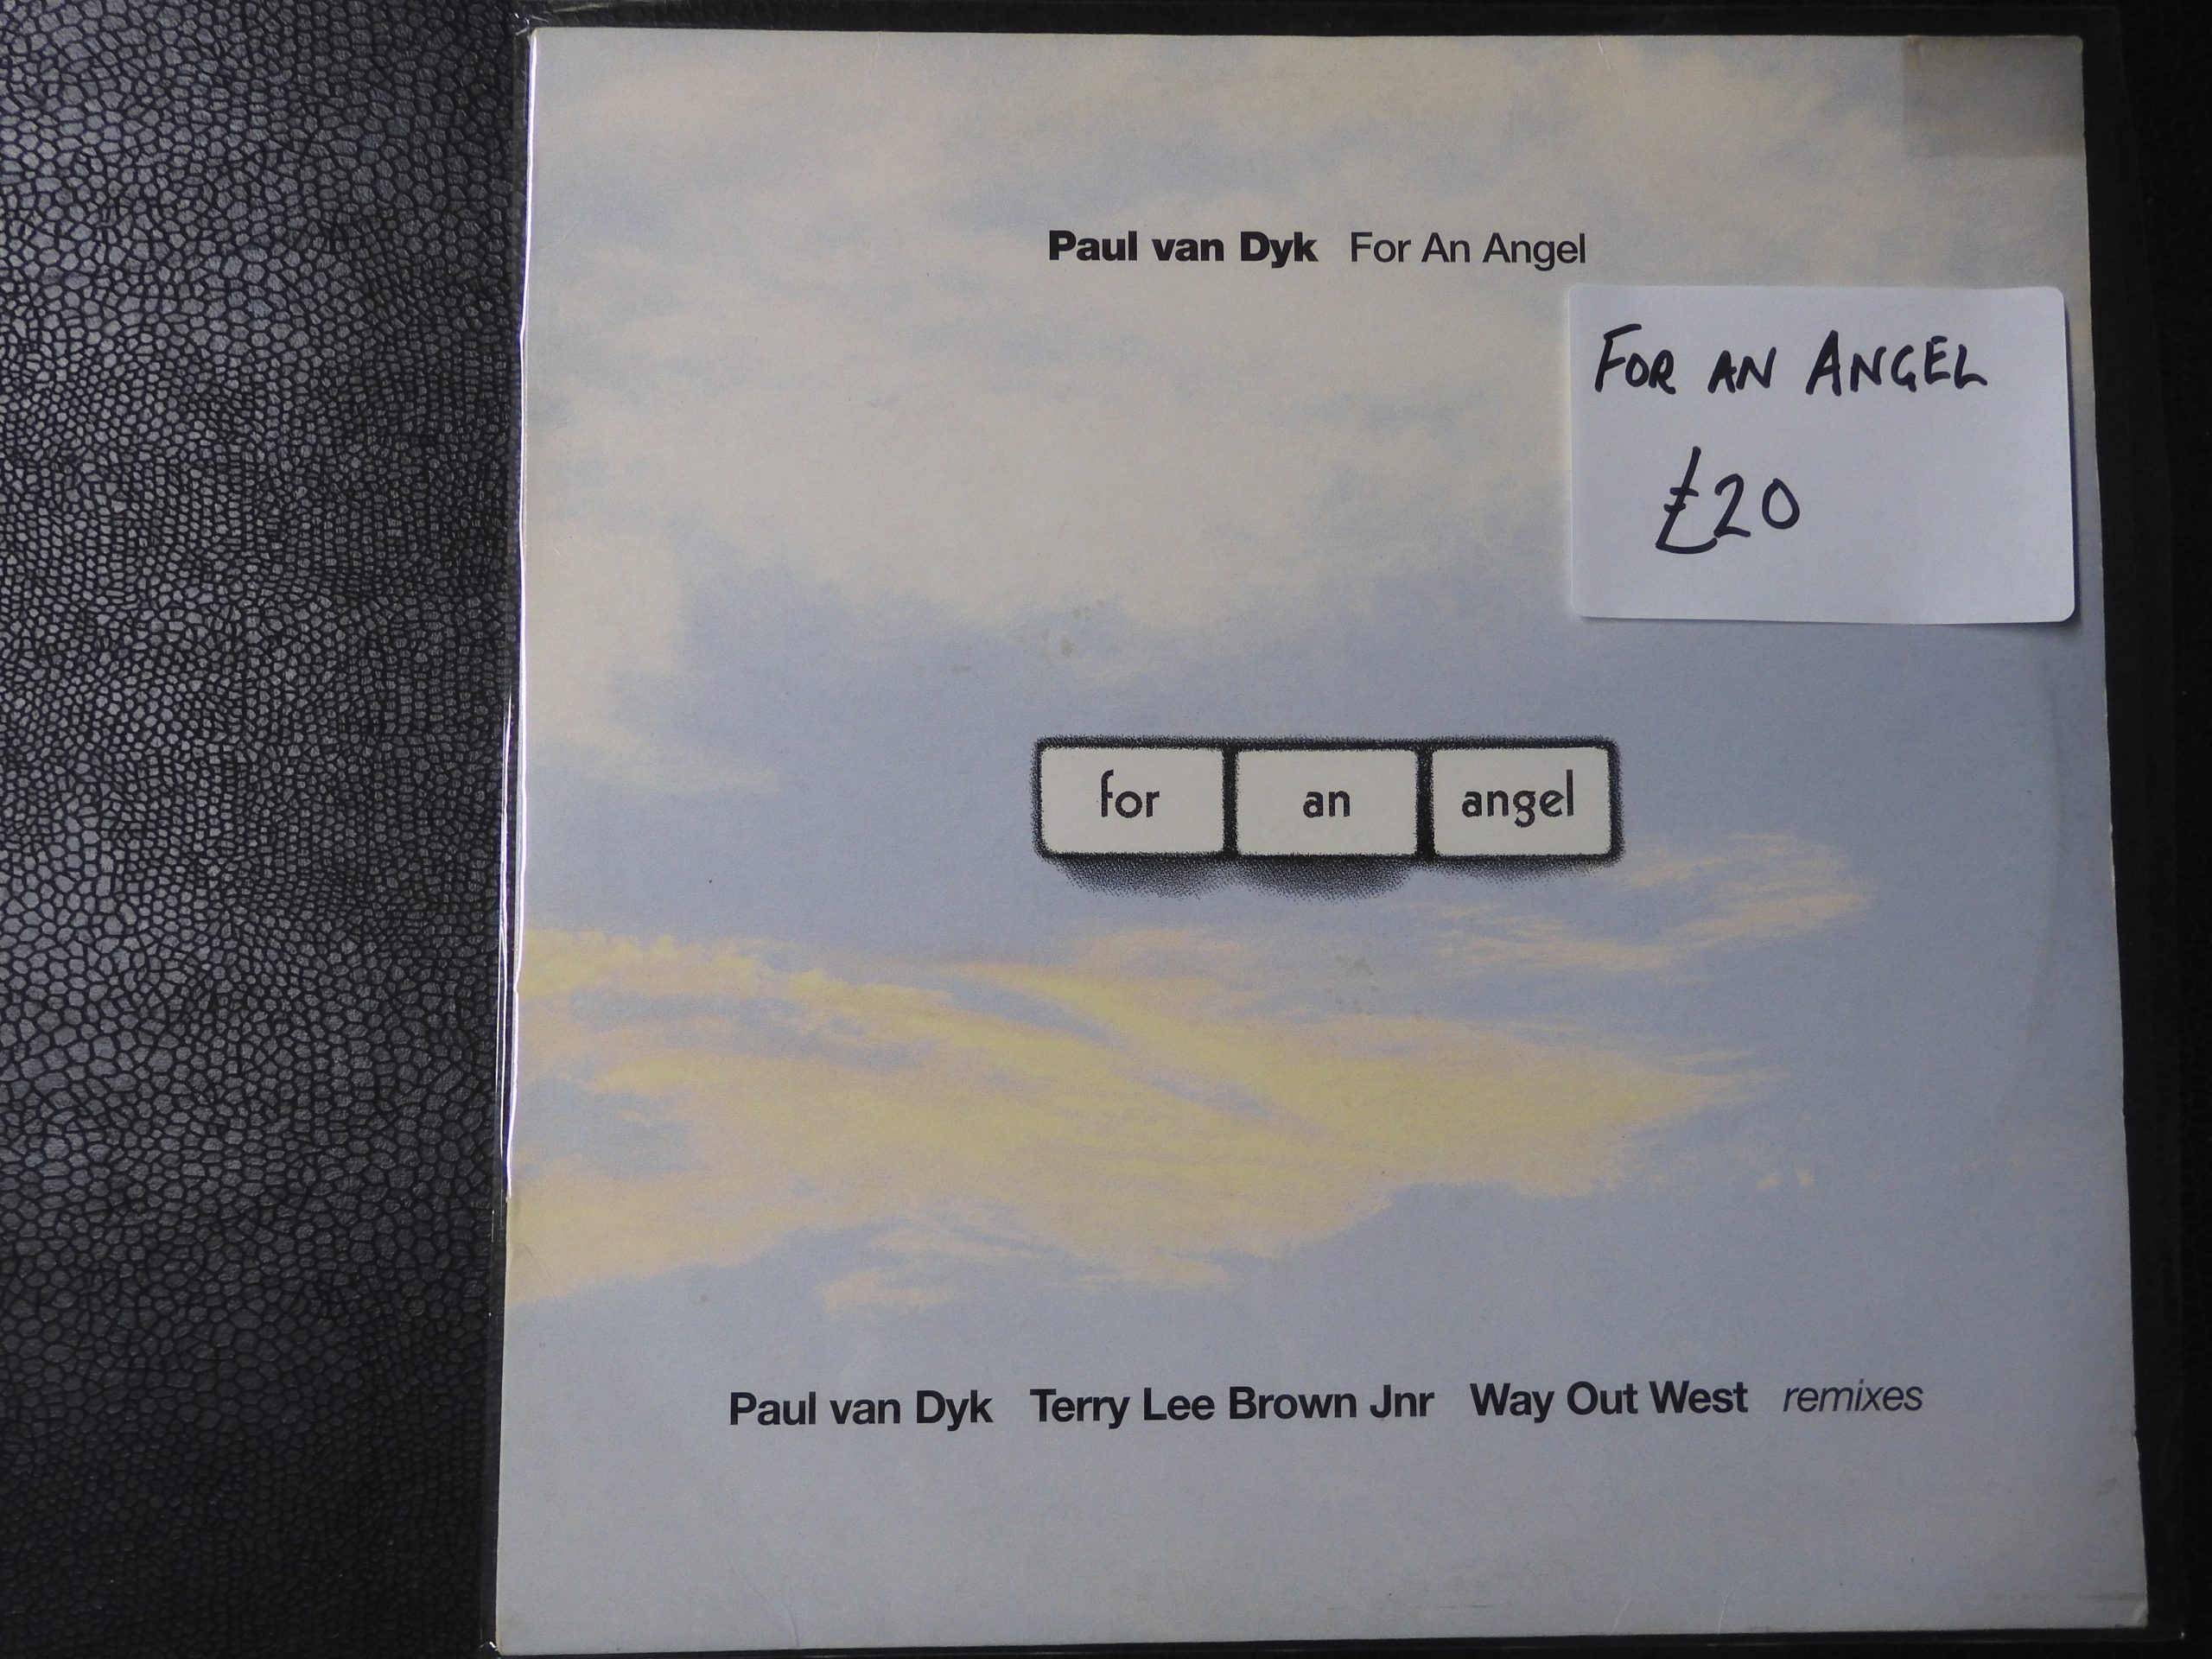 Paul van Dyk For An Angel
FOR AN ANGEL
£20
for an angel
Paul van Dyk Terry Lee Brown Jnr Way Out West remixes